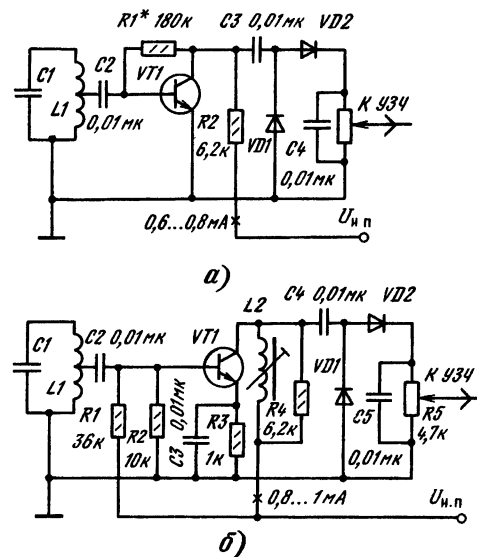 R1* 180к
C3
0,01мк
VD2
C1
C2
VT1
L1
0,01мк
R2
6,2к
VD1
C4
К УЗЧ
0,01мк
0,6...0,8мА
Uи.п
а)
L2
C4 0,01мк
VD2
C1
C2 0,01мк
VT1
VD1
К УЗЧ
L1
R1
36к
R2
10к
0,01мк
C3
R3
1к
R4
6,2к
C5
R5
4,7к
0,01мк
0,8...1мА
Uи.п
б)